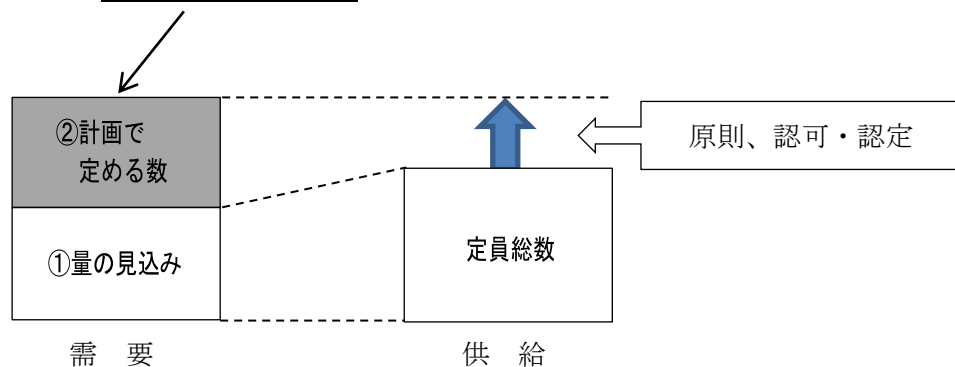 ②計画で
定める数
①量の見込み
需 要
定員総数
供 給
原則、認可・認定